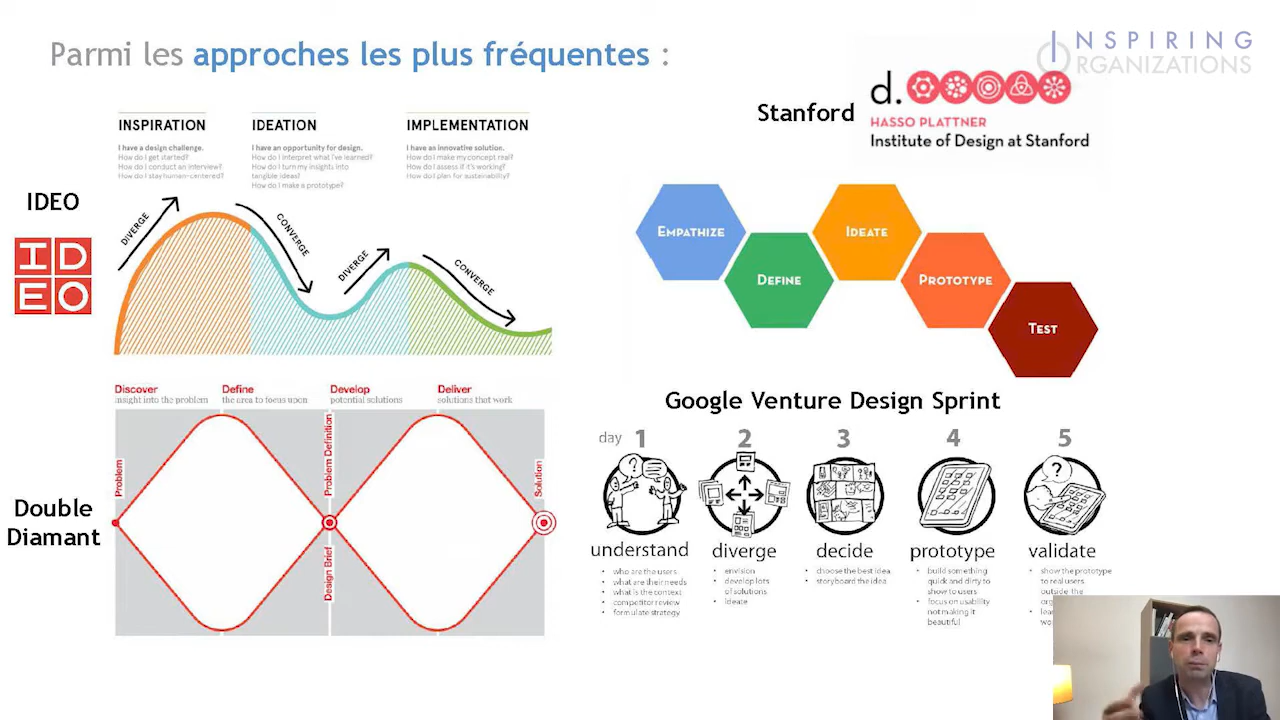 Parmi les approches les plus fréquentes :
INSPIRING
ORGANIZATIONS
INSPIRATION
I have a design challenge.
How do I get started?
How do I conduct an interview?
How do I stay human-centered?
IDEATION
I have an opportunity for design.
How do I interpret what I've learned?
How do I turn my insights into
tangible ideas?
How do I make a prototype?
IMPLEMENTATION
I have an innovative solution.
How do I make my concept real?
How do I assess if it's working?
How do I plan for sustainability?
IDEO
ID
EO
DIVERGE
CONVERGE
DIVERGE
CONVERGE
Stanford
d.
HASSO PLATTNER
Institute of Design at Stanford
EMPATHIZE
DEFINE
IDEATE
PROTOTYPE
TEST
Double
Diamant
Discover
insight into the problem
Define
the area to focus upon
Develop
potential solutions
Deliver
solutions that work
Problem
Problem Definition
Design Brief
Solution
Google Venture Design Sprint
day 1 2 3 4 5
understand
• who are the users
• what are their needs
• what is the context
• competitor review
• formulate strategy
diverge
• envision
• develop lots
of solutions
• ideate
decide
• choose the best idea
• storyboard the idea
prototype
• build something
quick and dirty to
show to users
• focus on usability
not making it
beautiful
validate
• show the prototype
to real users
outside the